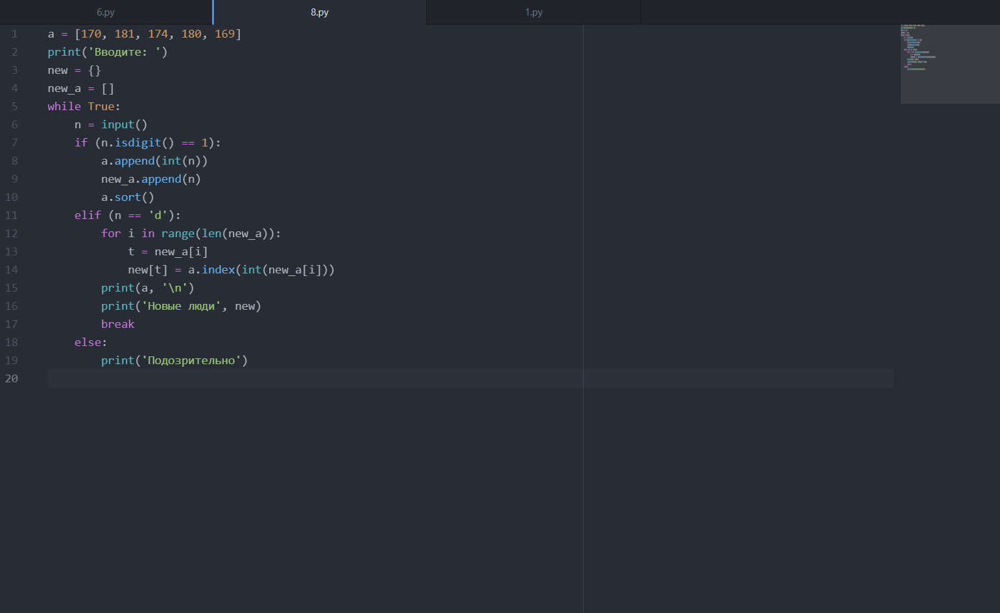 6.py 8.py 1.py
1 a = [170, 181, 174, 180, 169]
2 print('Вводите: ')
3 new = {}
4 new_a = []
5 while True:
6     n = input()
7     if (n.isdigit() == 1):
8         a.append(int(n))
9         new_a.append(n)
10         a.sort()
11     elif (n == 'd'):
12         for i in range(len(new_a)):
13             t = new_a[i]
14             new[t] = a.index(int(new_a[i]))
15         print(a, '\n')
16         print('Новые люди', new)
17         break
18     else:
19         print('Подозрительно')
20